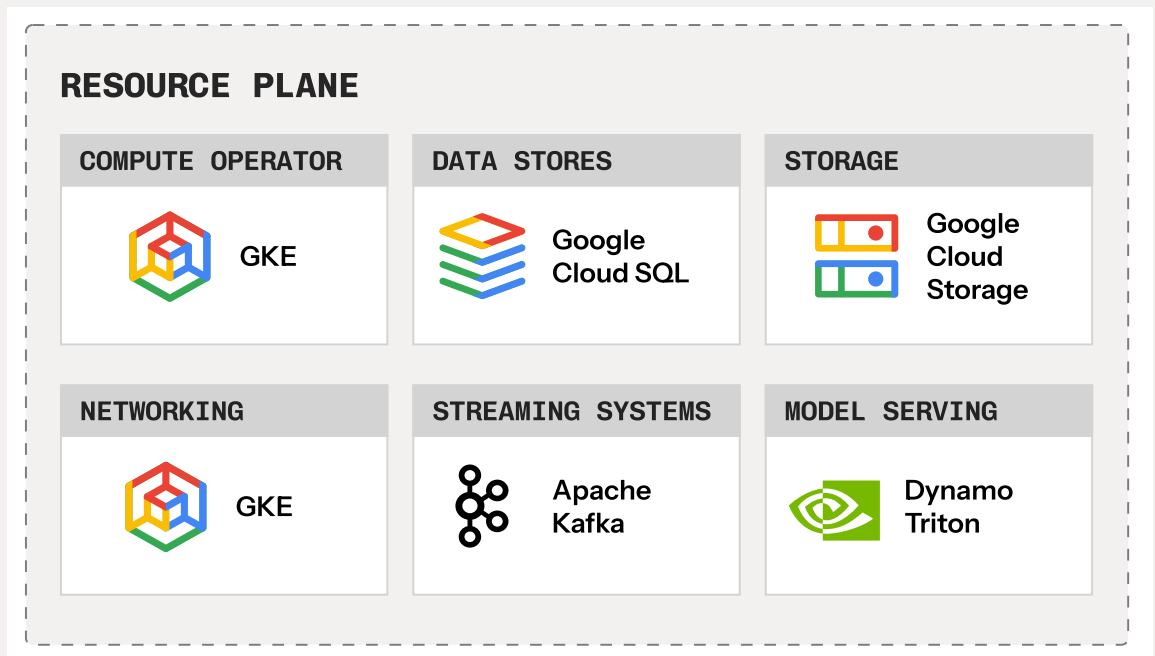 RESOURCE PLANE
COMPUTE OPERATOR
GKE
DATA STORES
Google
Cloud SQL
STORAGE
Google
Cloud
Storage
NETWORKING
GKE
STREAMING SYSTEMS
Apache
Kafka
MODEL SERVING
Dynamo
Triton